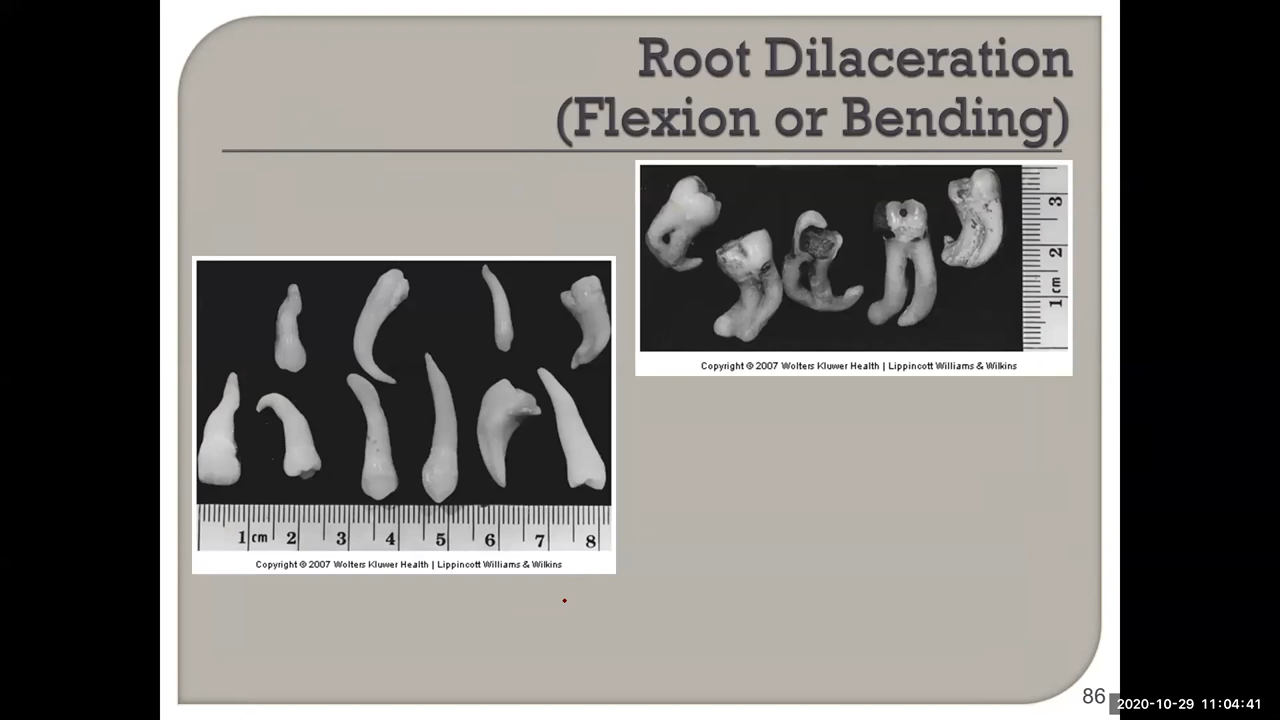 Root Dilaceration
(Flexion or Bending)
3
2
cm
1
Copyright © 2007 Wolters Kluwer Health | Lippincott Williams & Wilkins
1 cm 2 3 4 5 6 7 8
Copyright © 2007 Wolters Kluwer Health | Lippincott Williams & Wilkins
86
2020-10-29 11:04:41